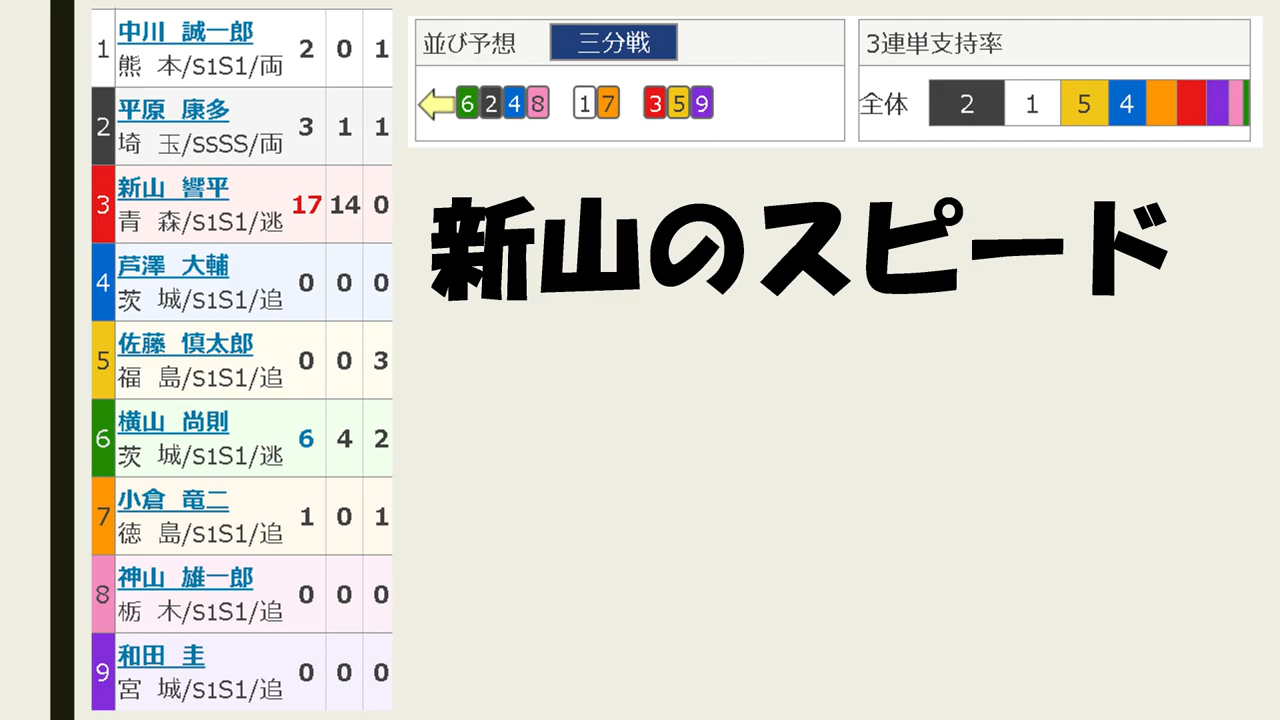 1 中川 誠一郎 2 0 1
熊 本/S1S1/両
2 平原 康多 3 1 1
埼 玉/SSSS/両
3 新山 響平 17 14 0
青 森/S1S1/逃
4 芦澤 大輔 0 0 0
茨 城/S1S1/追
5 佐藤 慎太郎 0 0 3
福 島/S1S1/追
6 横山 尚則 6 4 2
茨 城/S1S1/逃
7 小倉 竜二 1 0 1
徳 島/S1S1/追
8 神山 雄一郎 0 0 0
栃 木/S1S1/追
9 和田 圭 0 0 0
宮 城/S1S1/追
並び予想 三分戦
6 2 4 8 1 7 3 5 9
3連単支持率
全体 2 1 5 4
新山のスピード